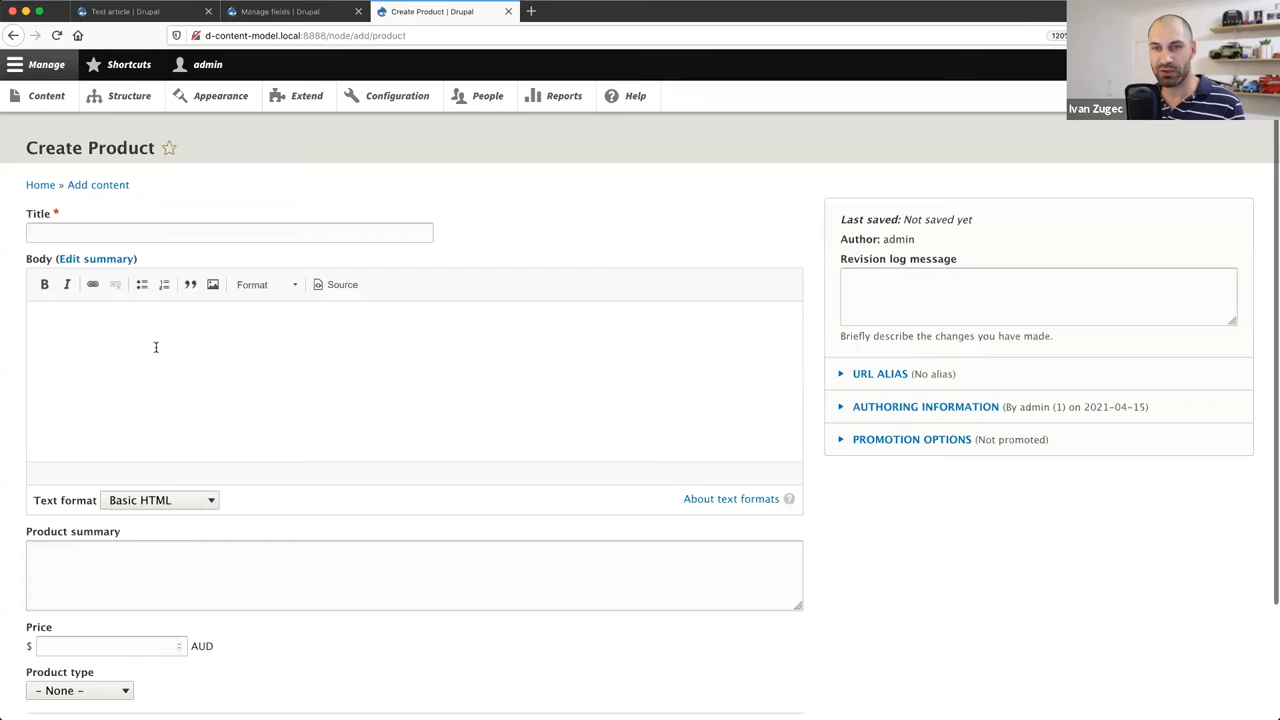 Test article | Drupal
Manage fields | Drupal
Create Product | Drupal
d-content-model.local:8888/node/add/product
120%
Manage
Shortcuts
admin
Content
Structure
Appearance
Extend
Configuration
People
Reports
Help
Ivan Zugec
Create Product
Home » Add content
Title *
Body (Edit summary)
B I
Format
Source
Text format
Basic HTML
About text formats ?
Product summary
Price
$
AUD
Product type
- None -
Last saved: Not saved yet
Author: admin
Revision log message
Briefly describe the changes you have made.
URL ALIAS (No alias)
AUTHORING INFORMATION (By admin (1) on 2021-04-15)
PROMOTION OPTIONS (Not promoted)